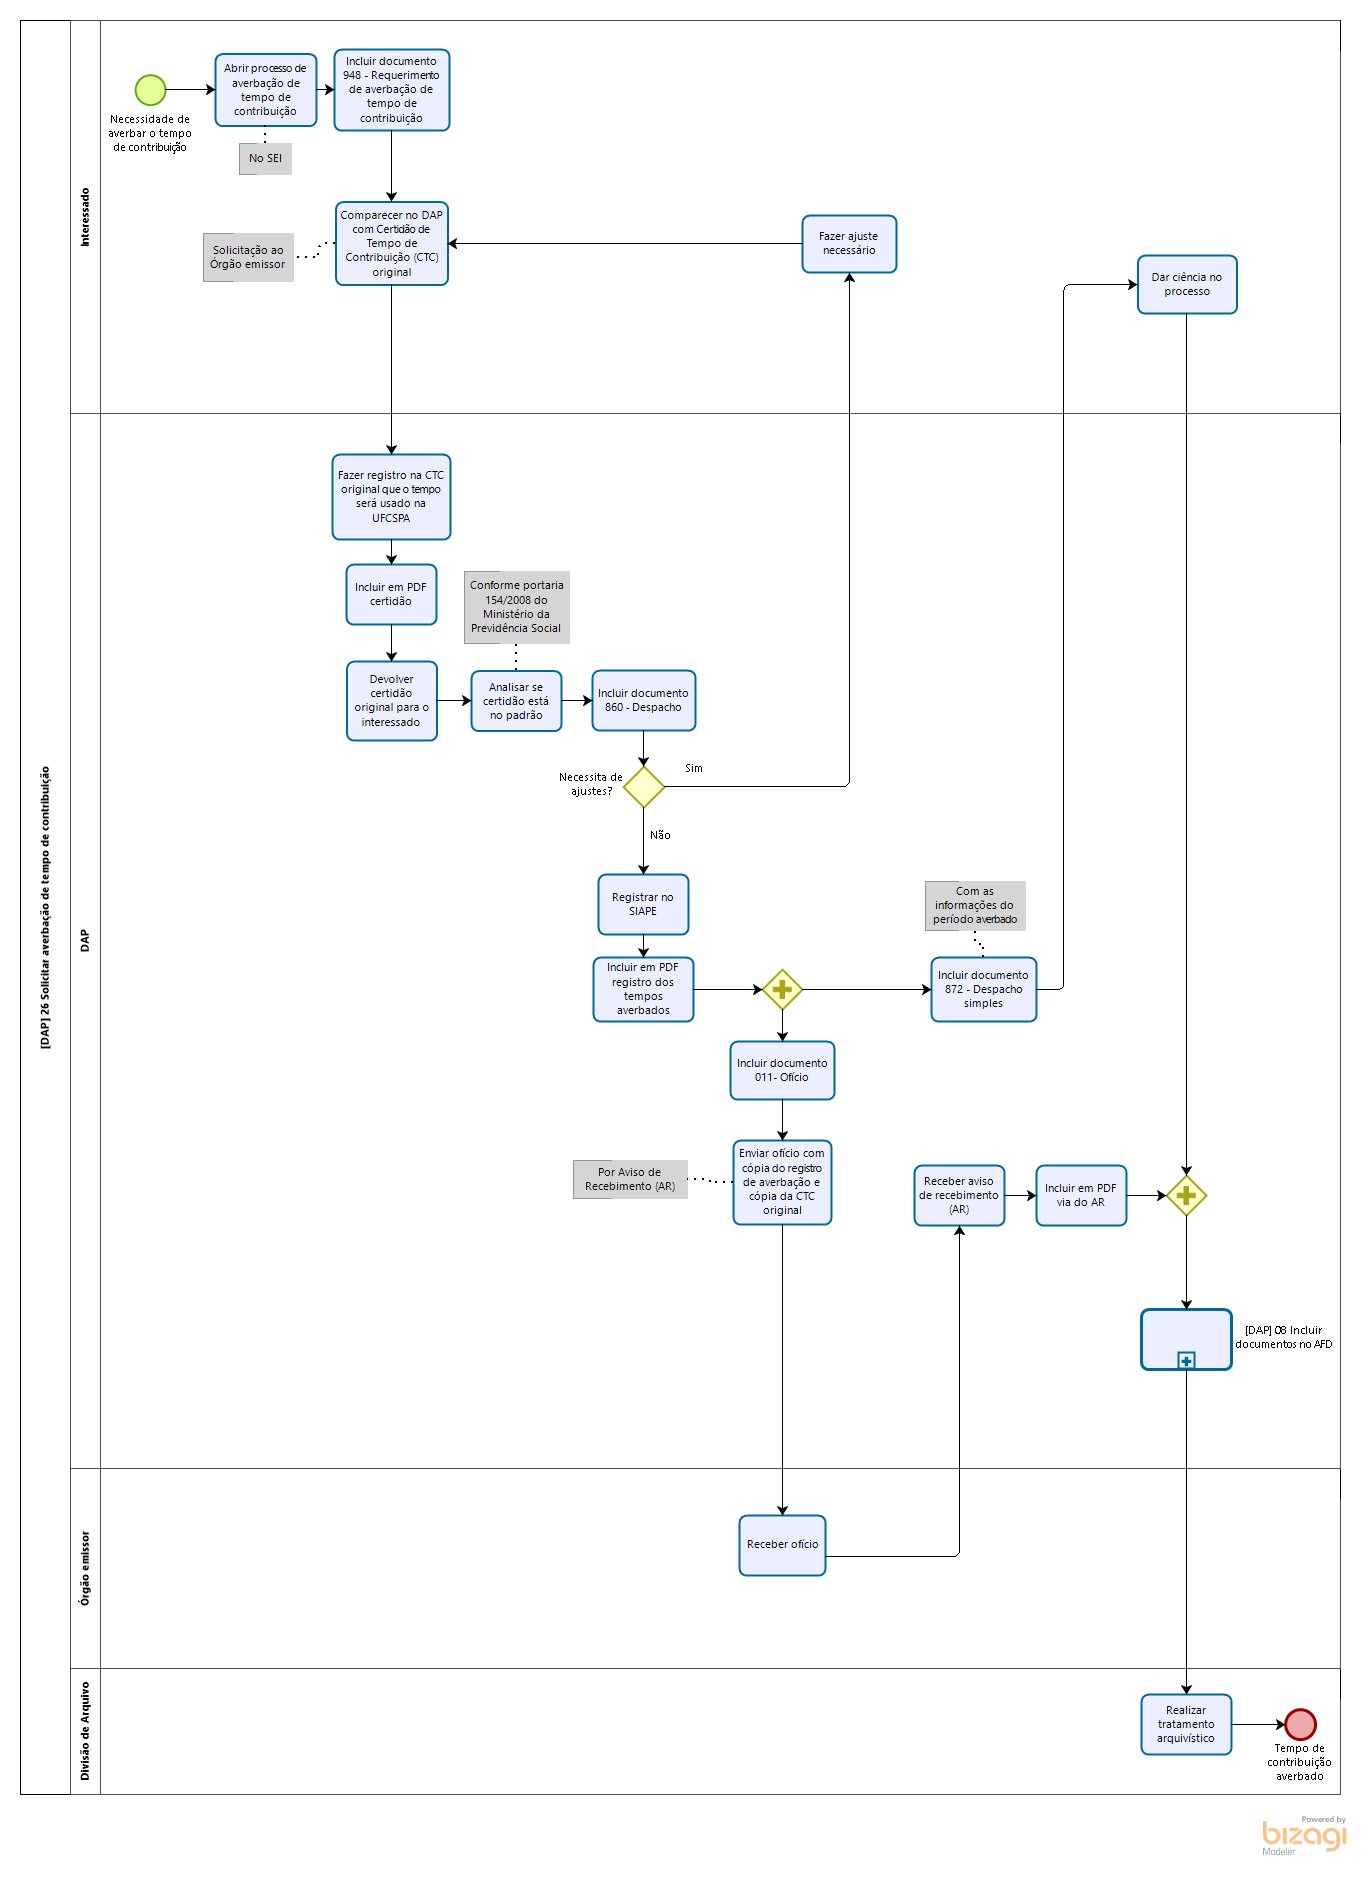 [DAP] 26 Solicitar averbação de tempo de contribuição
Interessado
Necessidade de
averbar o tempo
de contribuição
Abrir processo de
averbação de
tempo de
contribuição
No SEI
Incluir documento
948 - Requerimento
de averbação de
tempo de
contribuição
Comparecer no DAP
com Certidão de
Tempo de
Contribuição (CTC)
original
Solicitação ao
Órgão emissor
Fazer ajuste
necessário
Dar ciência no
processo
DAP
Fazer registro na CTC
original que o tempo
será usado na
UFCSPA
Incluir em PDF
certidão
Devolver
certidão
original para o
interessado
Conforme portaria
154/2008 do
Ministério da
Previdência Social
Analisar se
certidão está
no padrão
Incluir documento
860 - Despacho
Necessita de
ajustes?
Sim
Não
Registrar no
SIAPE
Incluir em PDF
registro dos
tempos
averbados
Com as
informações do
período averbado
Incluir documento
872 - Despacho
simples
Incluir documento
011- Ofício
Enviar ofício com
cópia do registro
de averbação e
cópia da CTC
original
Por Aviso de
Recebimento (AR)
Receber aviso
de recebimento
(AR)
Incluir em PDF
via do AR
[DAP] 08 Incluir
documentos no AFD
Órgão emissor
Receber ofício
Divisão de Arquivo
Realizar
tratamento
arquivístico
Tempo de
contribuição
averbado
Powered by
bizagi
Modeler